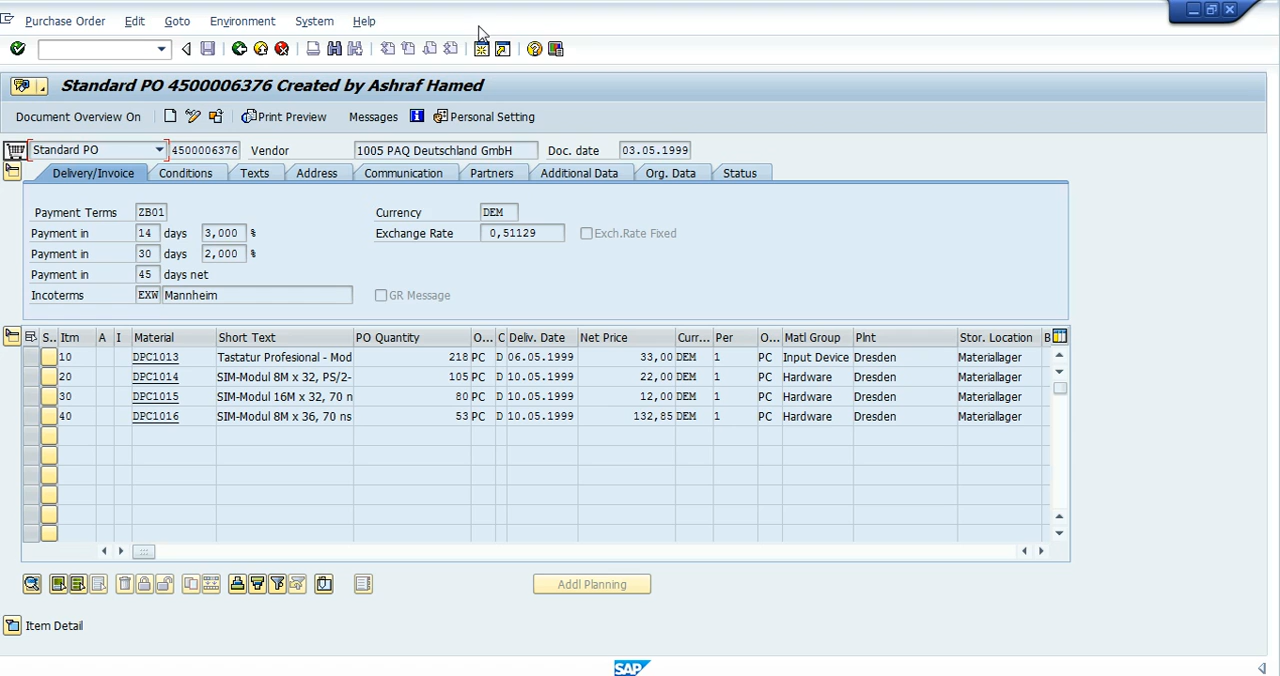 Purchase Order Edit Goto Environment System Help
Standard PO 4500006376 Created by Ashraf Hamed
Document Overview On Print Preview Messages Personal Setting
Standard PO 4500006376 Vendor 1005 PAQ Deutschland GmbH Doc. date 03.05.1999
Delivery/Invoice Conditions Texts Address Communication Partners Additional Data Org. Data Status
Payment Terms ZB01 Currency DEM
Payment in 14 days 3,000 % Exchange Rate 0,51129 Exch.Rate Fixed
Payment in 30 days 2,000 %
Payment in 45 days net
Incoterms EXW Mannheim GR Message
S.. Itm A I Material Short Text PO Quantity O... C Deliv. Date Net Price Curr... Per O... Matl Group Plnt Stor. Location B
10 DPC1013 Tastatur Profesional - Mod 218 PC D 06.05.1999 33,00 DEM 1 PC Input Device Dresden Materiallager
20 DPC1014 SIM-Modul 8M x 32, PS/2- 105 PC D 10.05.1999 22,00 DEM 1 PC Hardware Dresden Materiallager
30 DPC1015 SIM-Modul 16M x 32, 70 n 80 PC D 10.05.1999 12,00 DEM 1 PC Hardware Dresden Materiallager
40 DPC1016 SIM-Modul 8M x 36, 70 ns 53 PC D 10.05.1999 132,85 DEM 1 PC Hardware Dresden Materiallager
Addl Planning
Item Detail
SAP